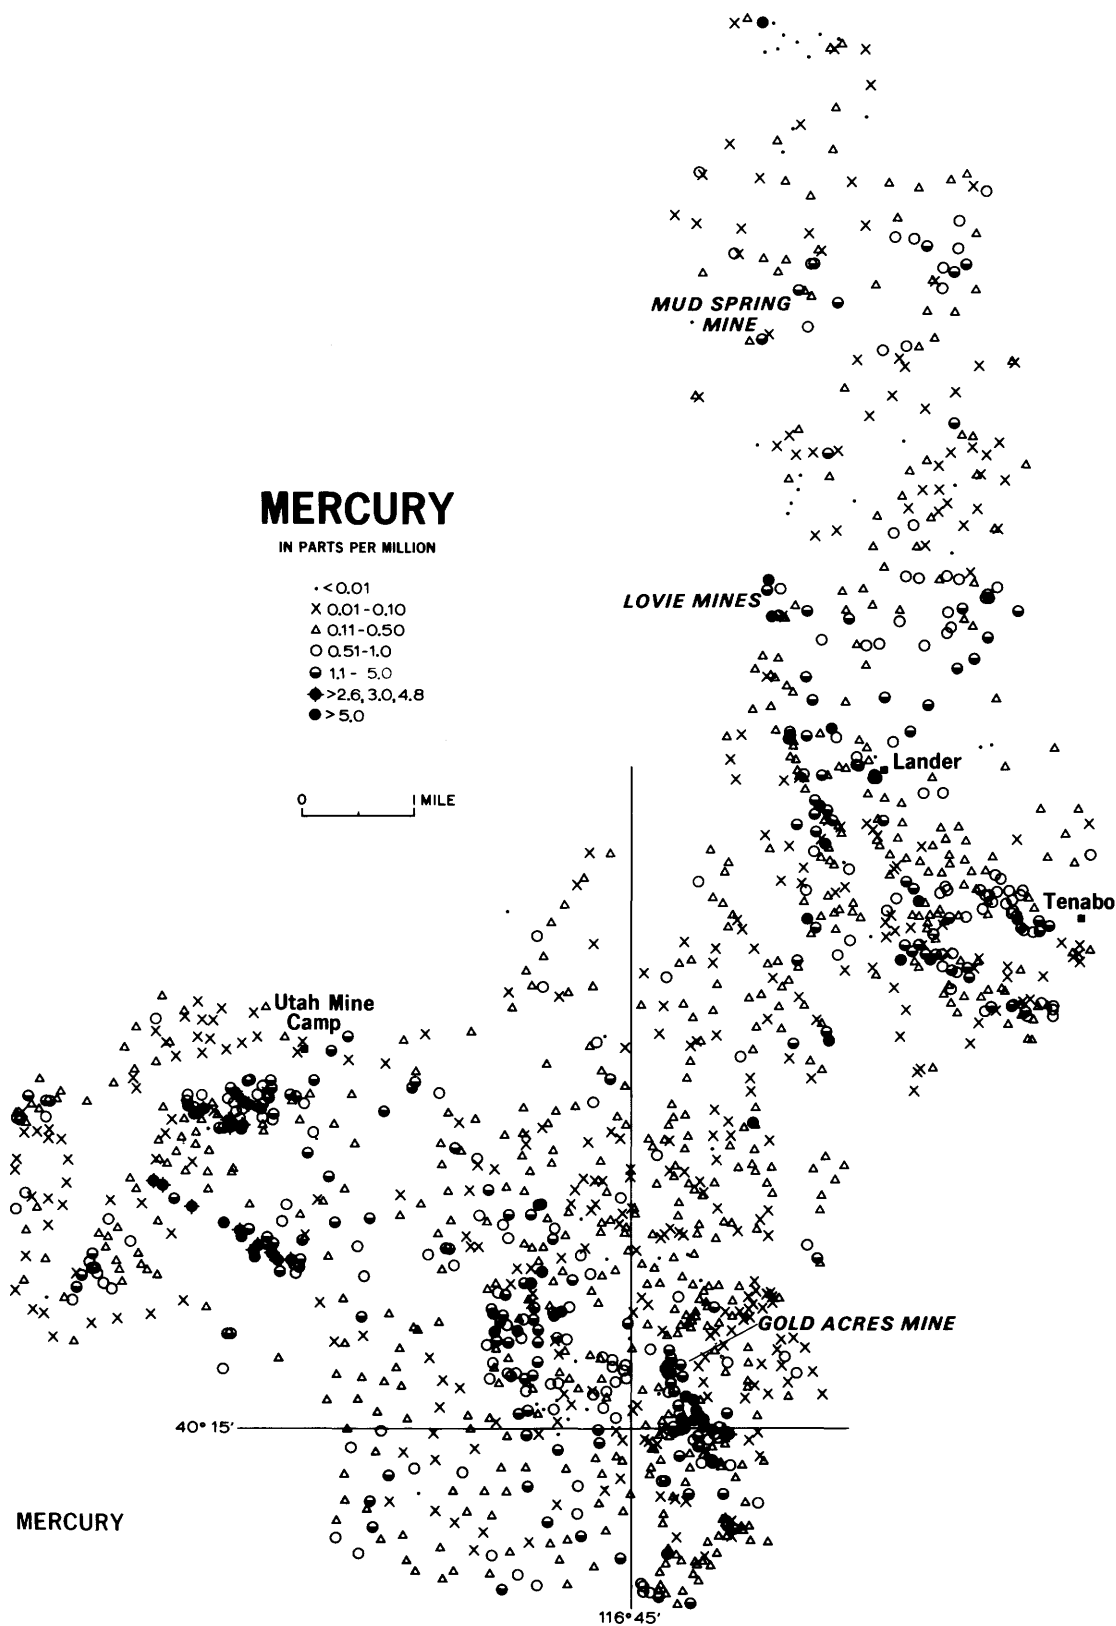 MUD SPRING
MINE
MERCURY
IN PARTS PER MILLION
<0.01
0.01-0.10
0.11-0.50
0.51-1.0
1.1- 5.0
>2.6, 3.0, 4.8
>5.0
LOVIE MINES
Lander
0 1 MILE
Tenabo
Utah Mine
Camp
GOLD ACRES MINE
40° 15'
MERCURY
116° 45'